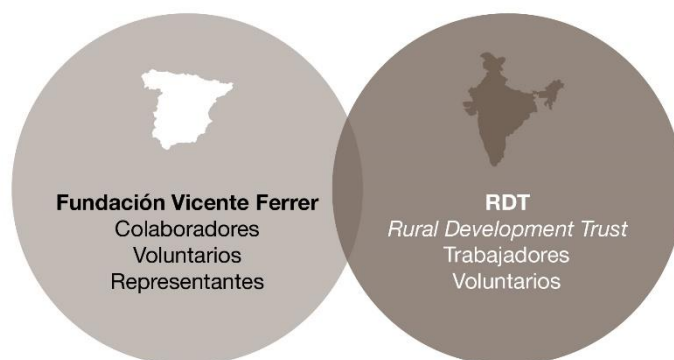 Fundación Vicente Ferrer
Colaboradores
Voluntarios
Representantes
RDT
Rural Development Trust
Trabajadores
Voluntarios